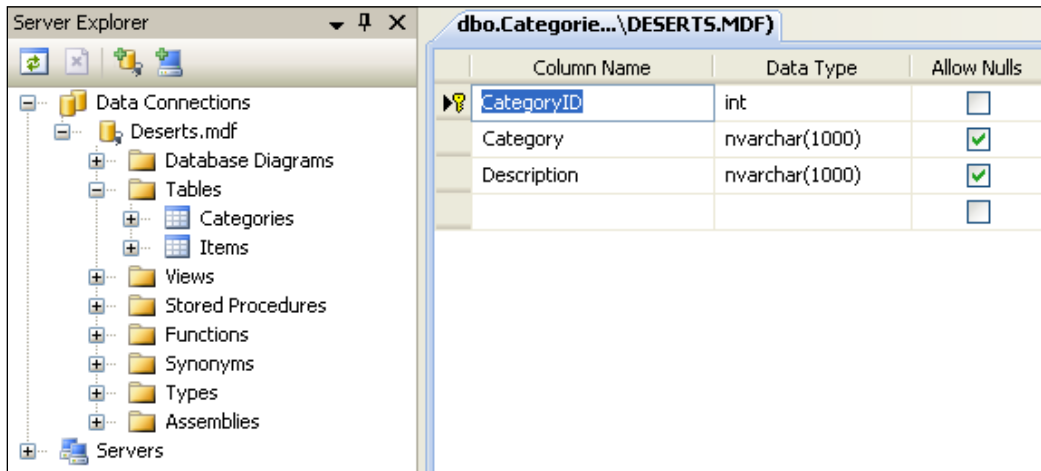 Server Explorer
Data Connections
Deserts.mdf
Database Diagrams
Tables
Categories
Items
Views
Stored Procedures
Functions
Synonyms
Types
Assemblies
Servers
dbo.Categorie...\DESERTS.MDF)
Column Name Data Type Allow Nulls
CategoryID int
Category nvarchar(1000)
Description nvarchar(1000)